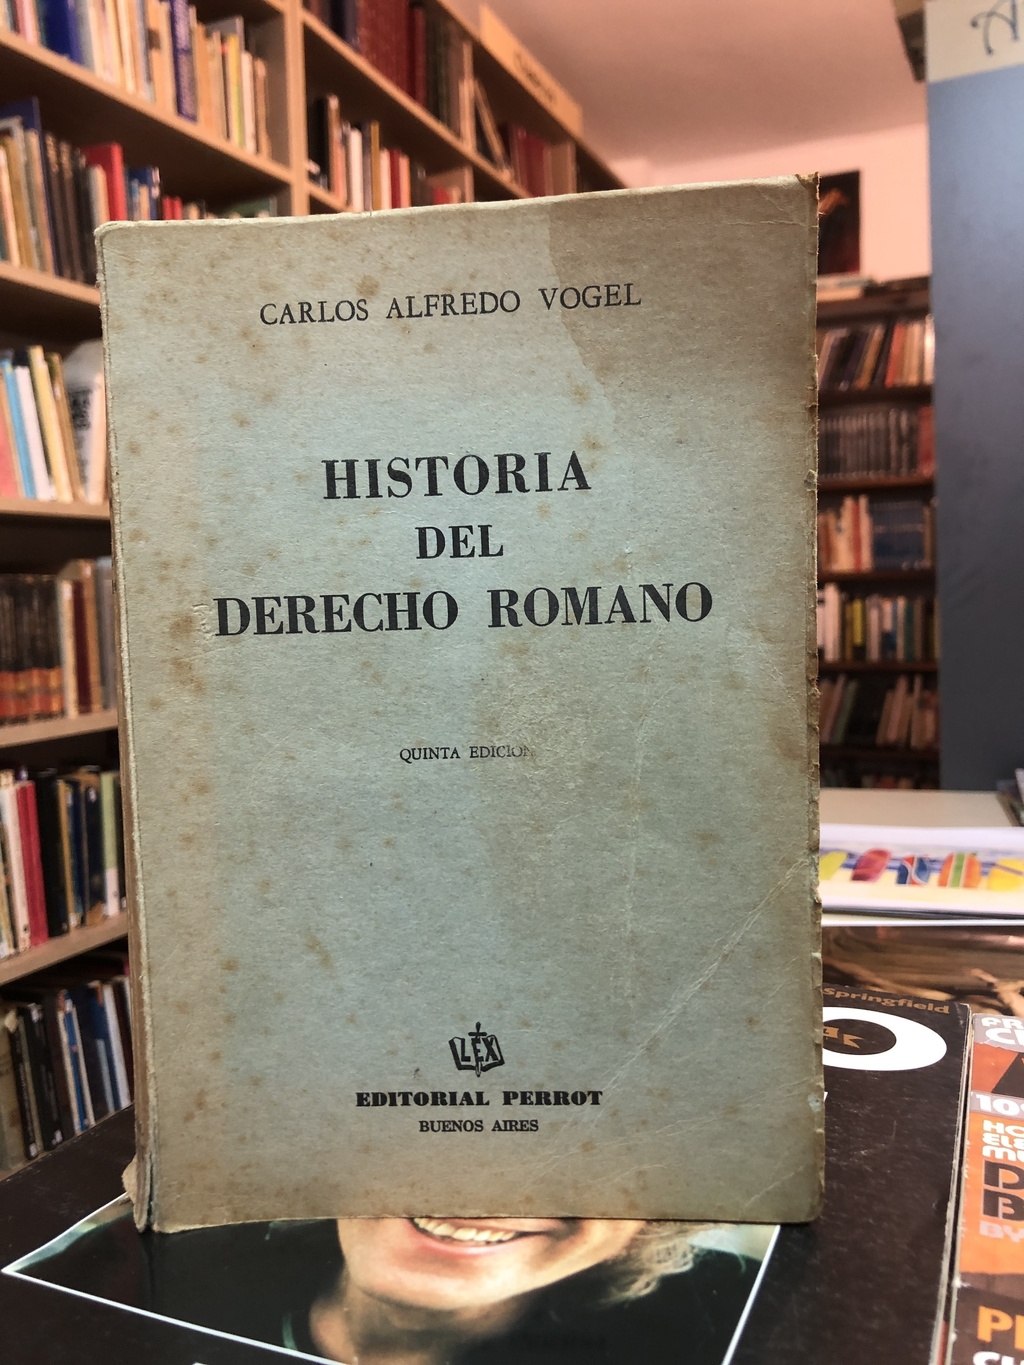 CARLOS ALFREDO VOGEL
HISTORIA
DEL
DERECHO ROMANO
QUINTA EDICION
LEX
EDITORIAL PERROT
BUENOS AIRES
Springfield